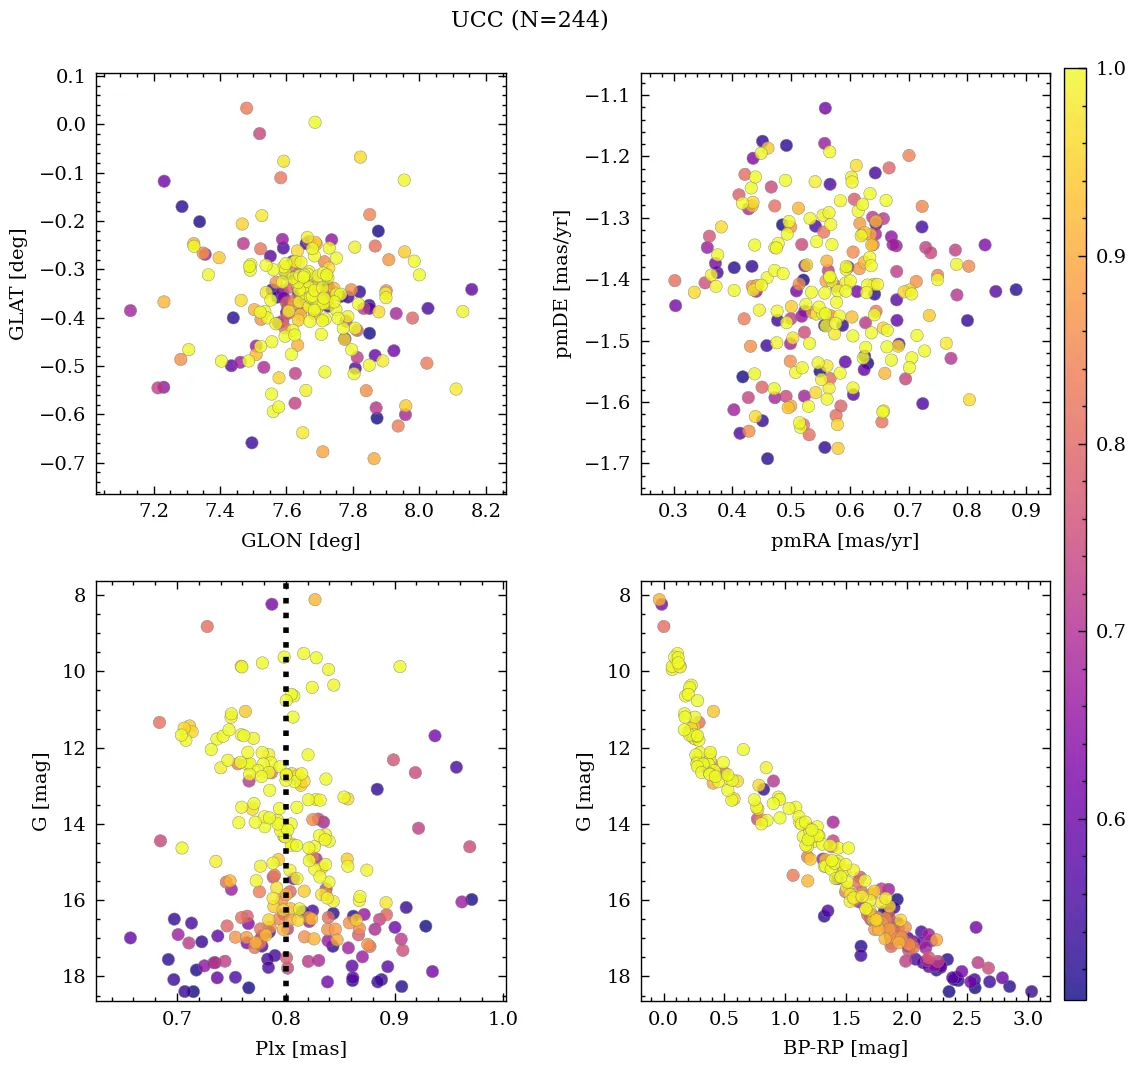 UCC (N=244)
0.1
0.0
−0.1
−0.2
−0.3
−0.4
−0.5
−0.6
−0.7
GLAT [deg]
7.2 7.4 7.6 7.8 8.0 8.2
GLON [deg]
−1.1
−1.2
−1.3
−1.4
−1.5
−1.6
−1.7
pmDE [mas/yr]
0.3 0.4 0.5 0.6 0.7 0.8 0.9
pmRA [mas/yr]
8
10
12
14
16
18
G [mag]
0.7 0.8 0.9 1.0
Plx [mas]
8
10
12
14
16
18
G [mag]
0.0 0.5 1.0 1.5 2.0 2.5 3.0
BP-RP [mag]
1.0
0.9
0.8
0.7
0.6